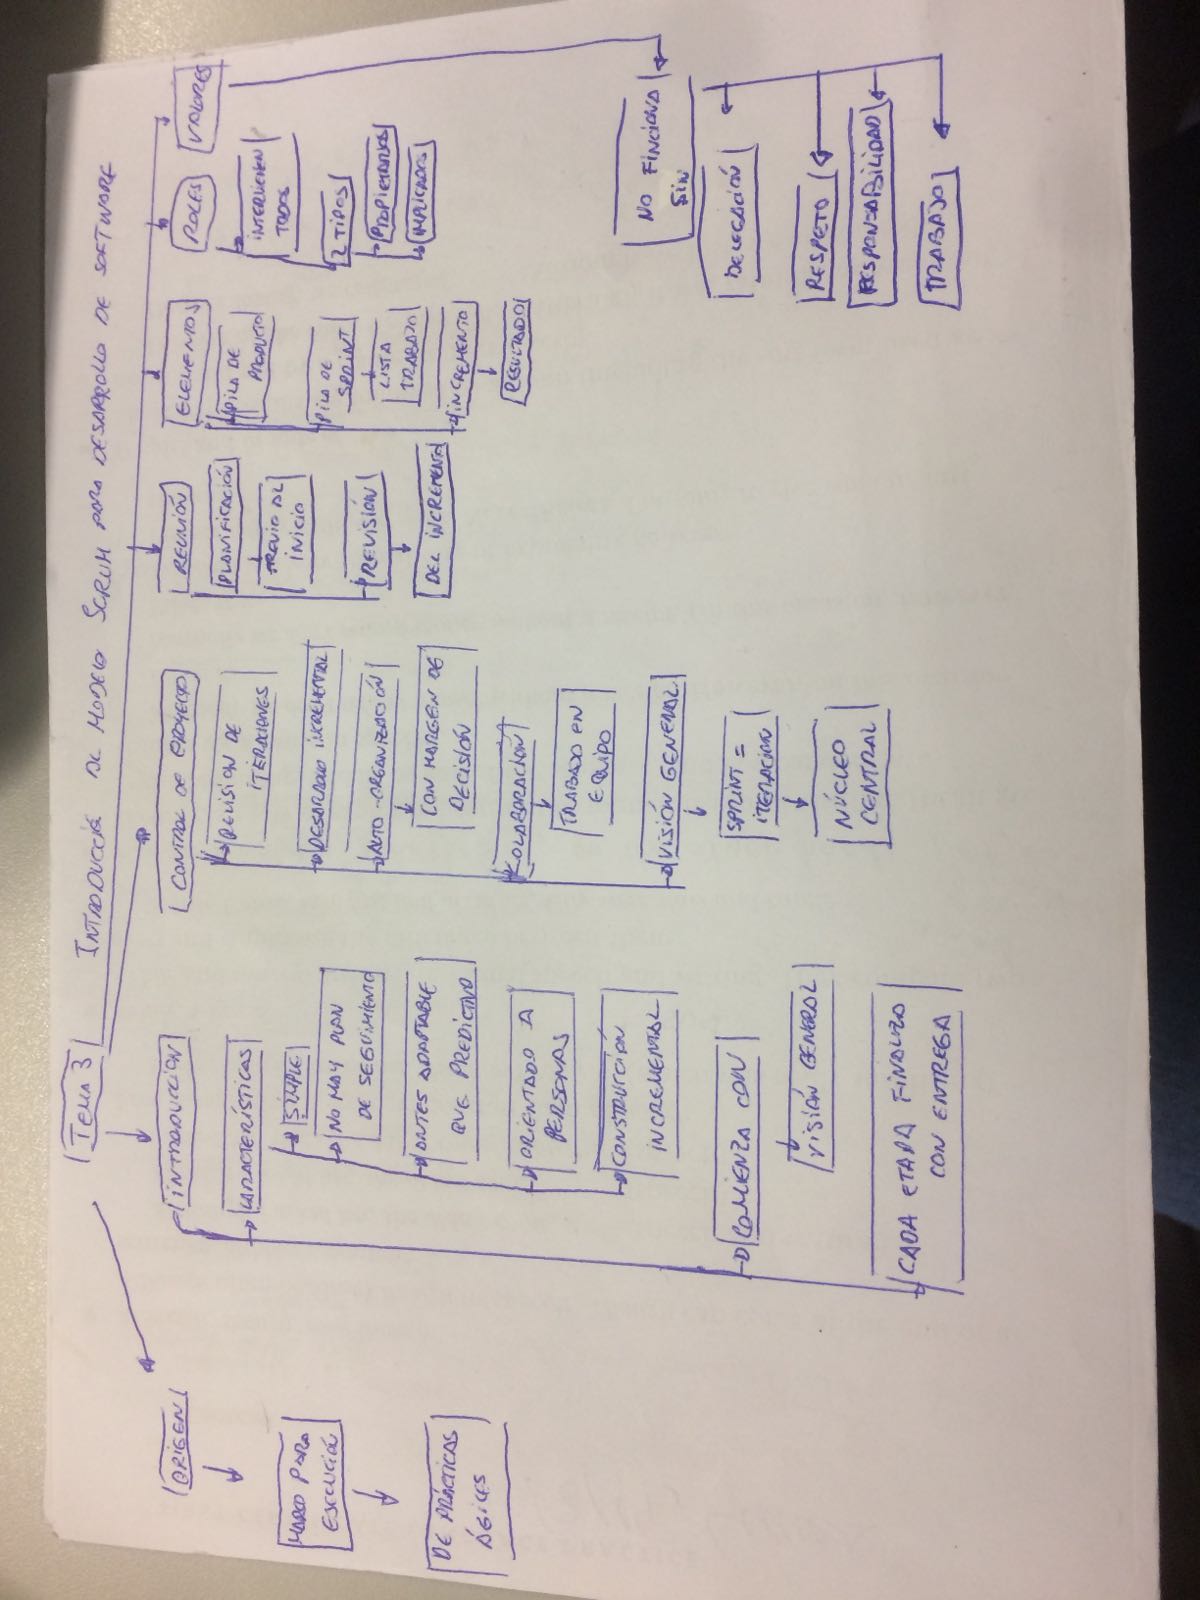 TEMA 3
INTRODUCCIÓN AL MODELO SCRUM PARA DESARROLLO DE SOFTWARE
ORIGEN
MARCO PARA
EJECUCIÓN
DE PRÁCTICAS
ÁGILES
INTRODUCCIÓN
CARACTERÍSTICAS
SIMPLE
NO HAY PLAN
DE SEGUIMIENTO
ANTES ADAPTABLE
QUE PREDICTIVO
ORIENTADO A
PERSONAS
CONSTRUCCIÓN
INCREMENTAL
COMIENZA CON
VISIÓN GENERAL
CADA ETAPA FINALIZA
CON ENTREGA
CONTROL DE PROYECTO
REVISION DE
ITERACIONES
DESARROLLO INCREMENTAL
AUTO-ORGANIZACIÓN
CON MARGEN DE
DECISIÓN
COLABORACIÓN
TRABAJO EN
EQUIPO
VISIÓN GENERAL
SPRINT =
ITERACION
NÚCLEO
CENTRAL
REUNIÓN
PLANIFICACIÓN
PREVIO AL
INICIO
REVISIÓN
DEL INCREMENTO
ELEMENTOS
PILA DE
PRODUCTO
PILA DE
SPRINT
LISTA
TRABAJO
INCREMENTO
RESULTADO
ROLES
INTERVIENEN
TODOS
2 TIPOS
PROPIETARIOS
IMPLICADOS
VALORES
NO FINCIONA
SIN
DELEGACIÓN
RESPETO
RESPONSABILIDAD
TRABAJO